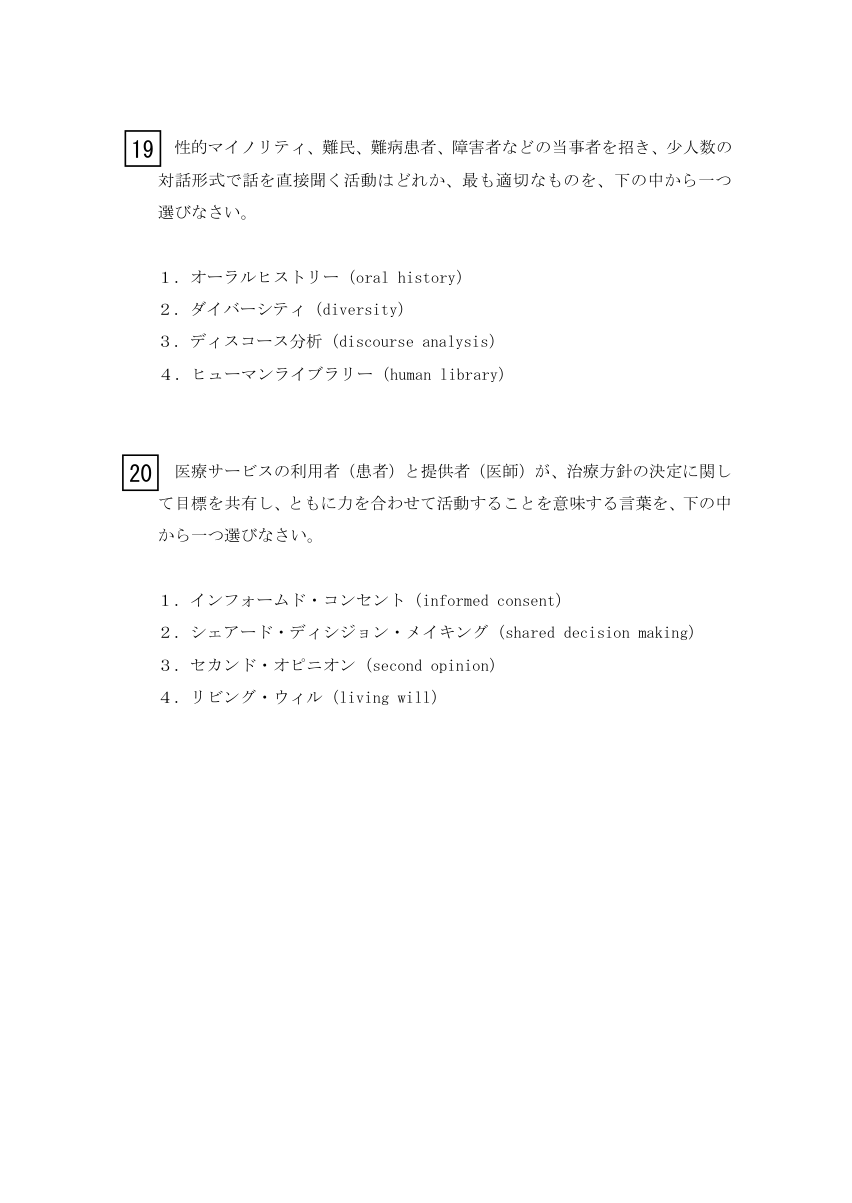 19 性的マイノリティ、難民、難病患者、障害者などの当事者を招き、少人数の
対話形式で話を直接聞く活動はどれか、最も適切なものを、下の中から一つ
選びなさい。
１．オーラルヒストリー（oral history）
２．ダイバーシティ（diversity）
３．ディスコース分析（discourse analysis）
４．ヒューマンライブラリー（human library）
20 医療サービスの利用者（患者）と提供者（医師）が、治療方針の決定に関し
て目標を共有し、ともに力を合わせて活動することを意味する言葉を、下の中
から一つ選びなさい。
１．インフォームド・コンセント（informed consent）
２．シェアード・ディシジョン・メイキング（shared decision making）
３．セカンド・オピニオン（second opinion）
４．リビング・ウィル（living will）